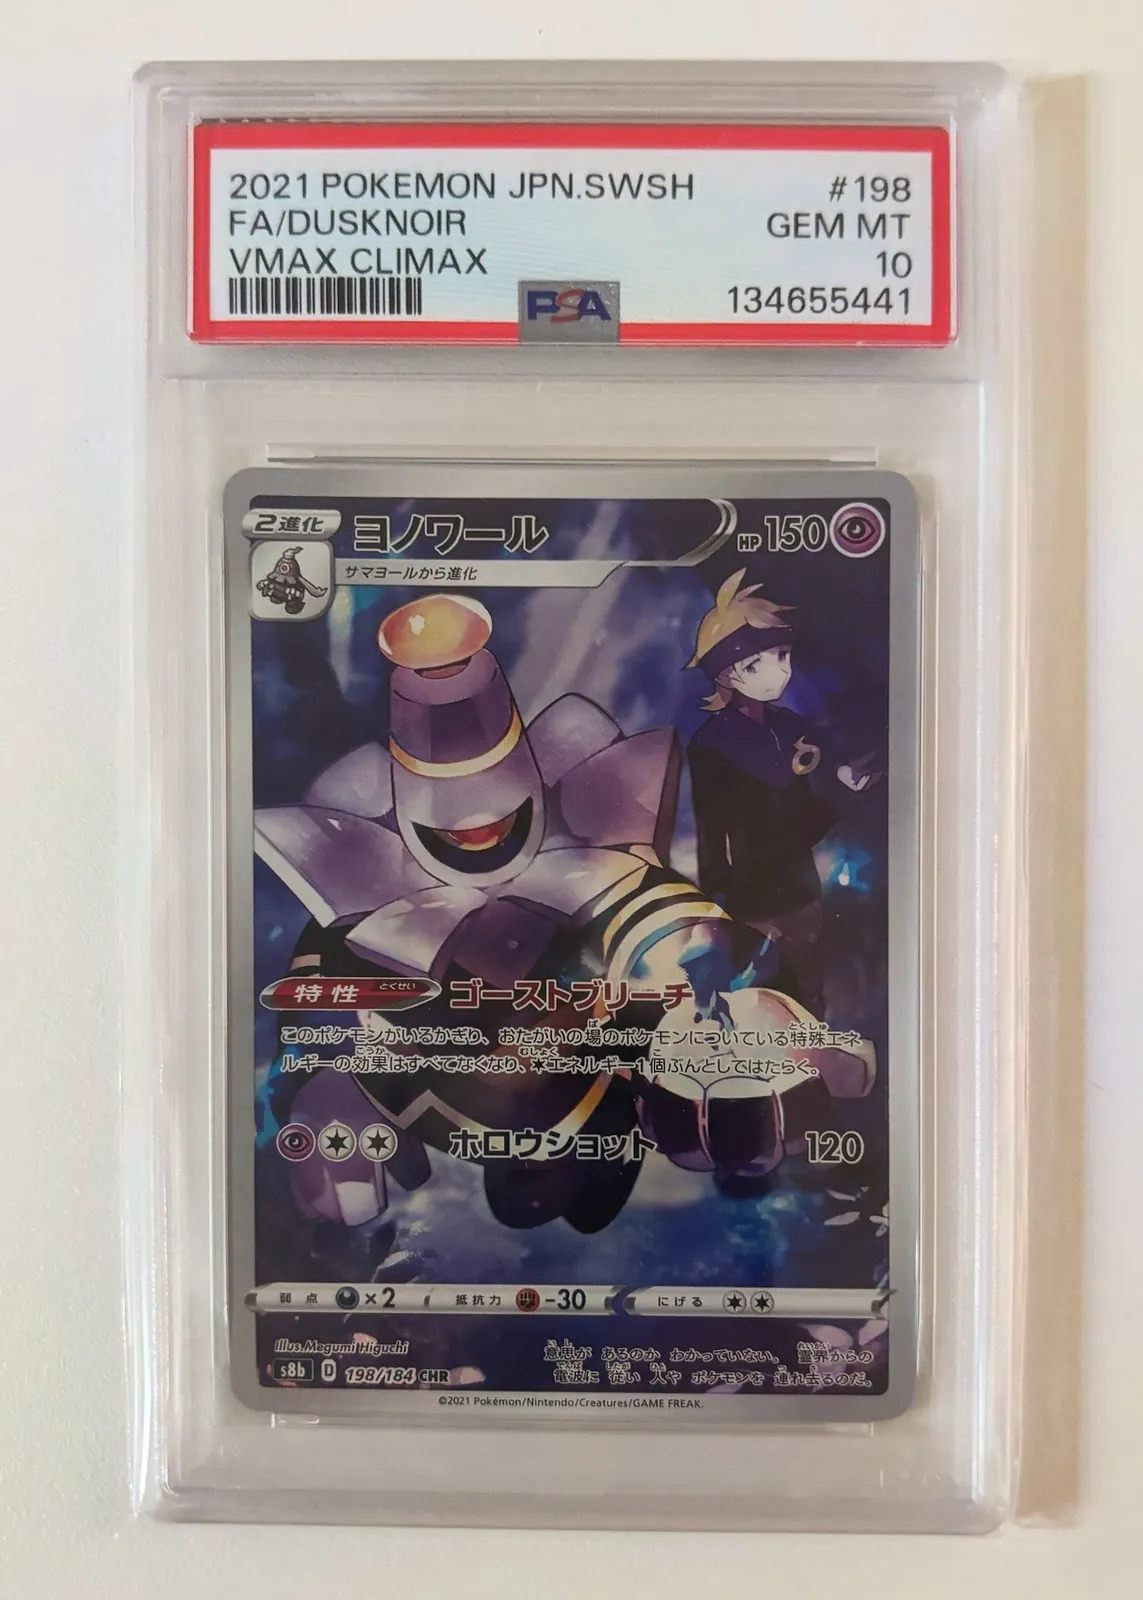 2021 POKEMON JPN.SWSH #198
FA/DUSKNOIR GEM MT
VMAX CLIMAX 10
PSA 134655441
2進化 ヨノワール HP 150
サマヨールから進化
特性 とくせい ゴーストブリーチ
このポケモンがいるかぎり、おたがいの場のポケモンについている特殊エネ
ルギーの効果はすべてなくなり、エネルギー1個ぶんとしてはたらく。
ホロウショット 120
弱点 ×2 抵抗力 -30 にげる
Illus.Megumi Higuchi
意思が あるのか わかっていない。 霊界からの
電波に 従い 人や ポケモンを 連れ去るのだ。
s8b D 198/184 CHR
©2021 Pokémon/Nintendo/Creatures/GAME FREAK.